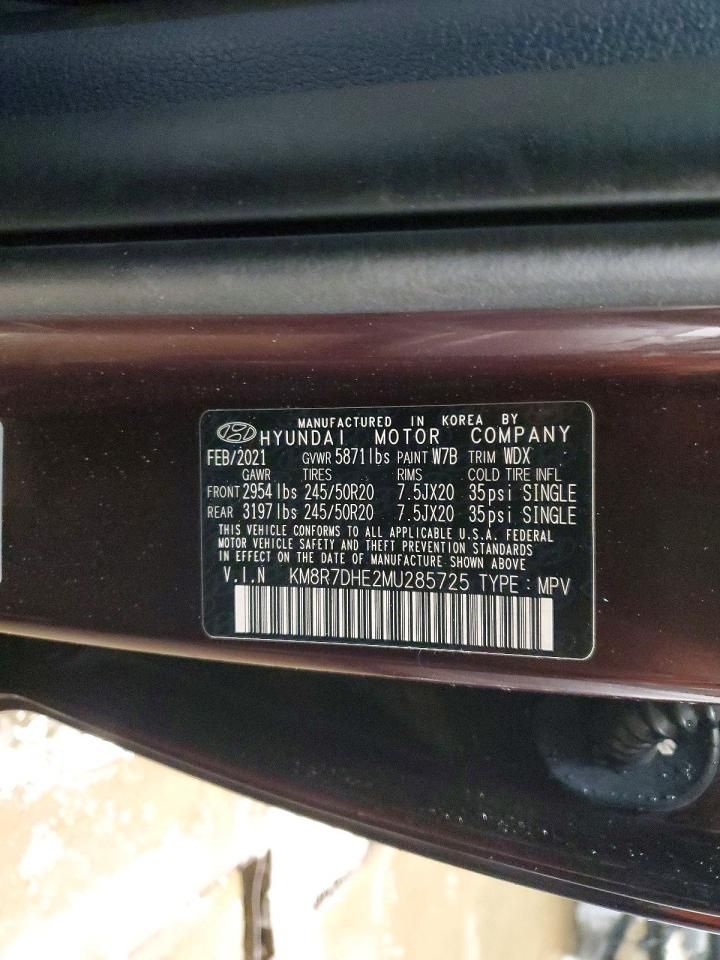 MANUFACTURED IN KOREA BY
HYUNDAI MOTOR COMPANY
FEB/2021 GVWR 5871lbs PAINT W7B TRIM WDX
GAWR TIRES RIMS COLD TIRE INFL
FRONT 2954lbs 245/50R20 7.5JX20 35psi SINGLE
REAR 3197lbs 245/50R20 7.5JX20 35psi SINGLE
THIS VEHICLE CONFORMS TO ALL APPLICABLE U.S.A. FEDERAL
MOTOR VEHICLE SAFETY AND THEFT PREVENTION STANDARDS
IN EFFECT ON THE DATE OF MANUFACTURE SHOWN ABOVE.
V.I.N KM8R7DHE2MU285725 TYPE : MPV